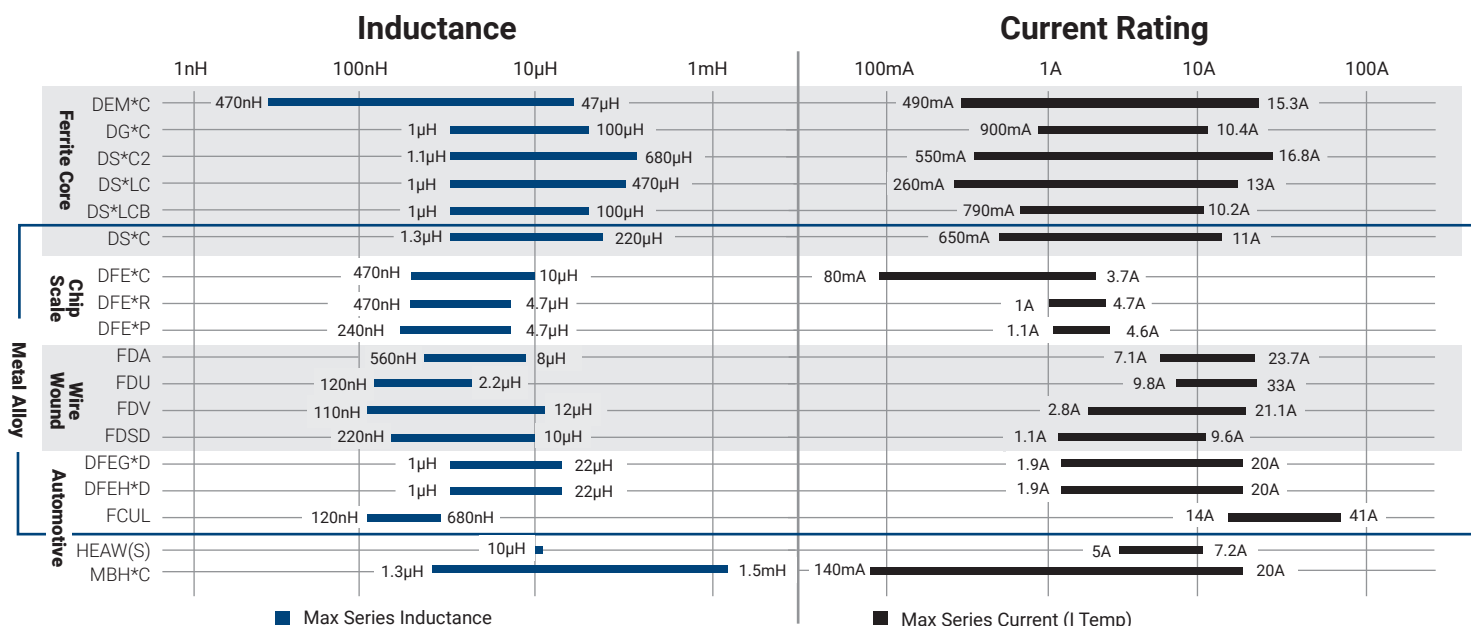 Inductance Current Rating
1nH 100nH 10µH 1mH 100mA 1A 10A 100A
Ferrite Core
DEM*C 470nH 47µH 490mA 15.3A
DG*C 1µH 100µH 900mA 10.4A
DS*C2 1.1µH 680µH 550mA 16.8A
DS*LC 1µH 470µH 260mA 13A
DS*LCB 1µH 100µH 790mA 10.2A
DS*C 1.3µH 220µH 650mA 11A
Metal Alloy
Chip
Scale
DFE*C 470nH 10µH 80mA 3.7A
DFE*R 470nH 4.7µH 1A 4.7A
DFE*P 240nH 4.7µH 1.1A 4.6A
Wire
Wound
FDA 560nH 8µH 7.1A 23.7A
FDU 120nH 2.2µH 9.8A 33A
FDV 110nH 12µH 2.8A 21.1A
FDSD 220nH 10µH 1.1A 9.6A
Automotive
DFEG*D 1µH 22µH 1.9A 20A
DFEH*D 1µH 22µH 1.9A 20A
FCUL 120nH 680nH 14A 41A
HEAW(S) 10µH 5A 7.2A
MBH*C 1.3µH 1.5mH 140mA 20A
Max Series Inductance Max Series Current (I Temp)